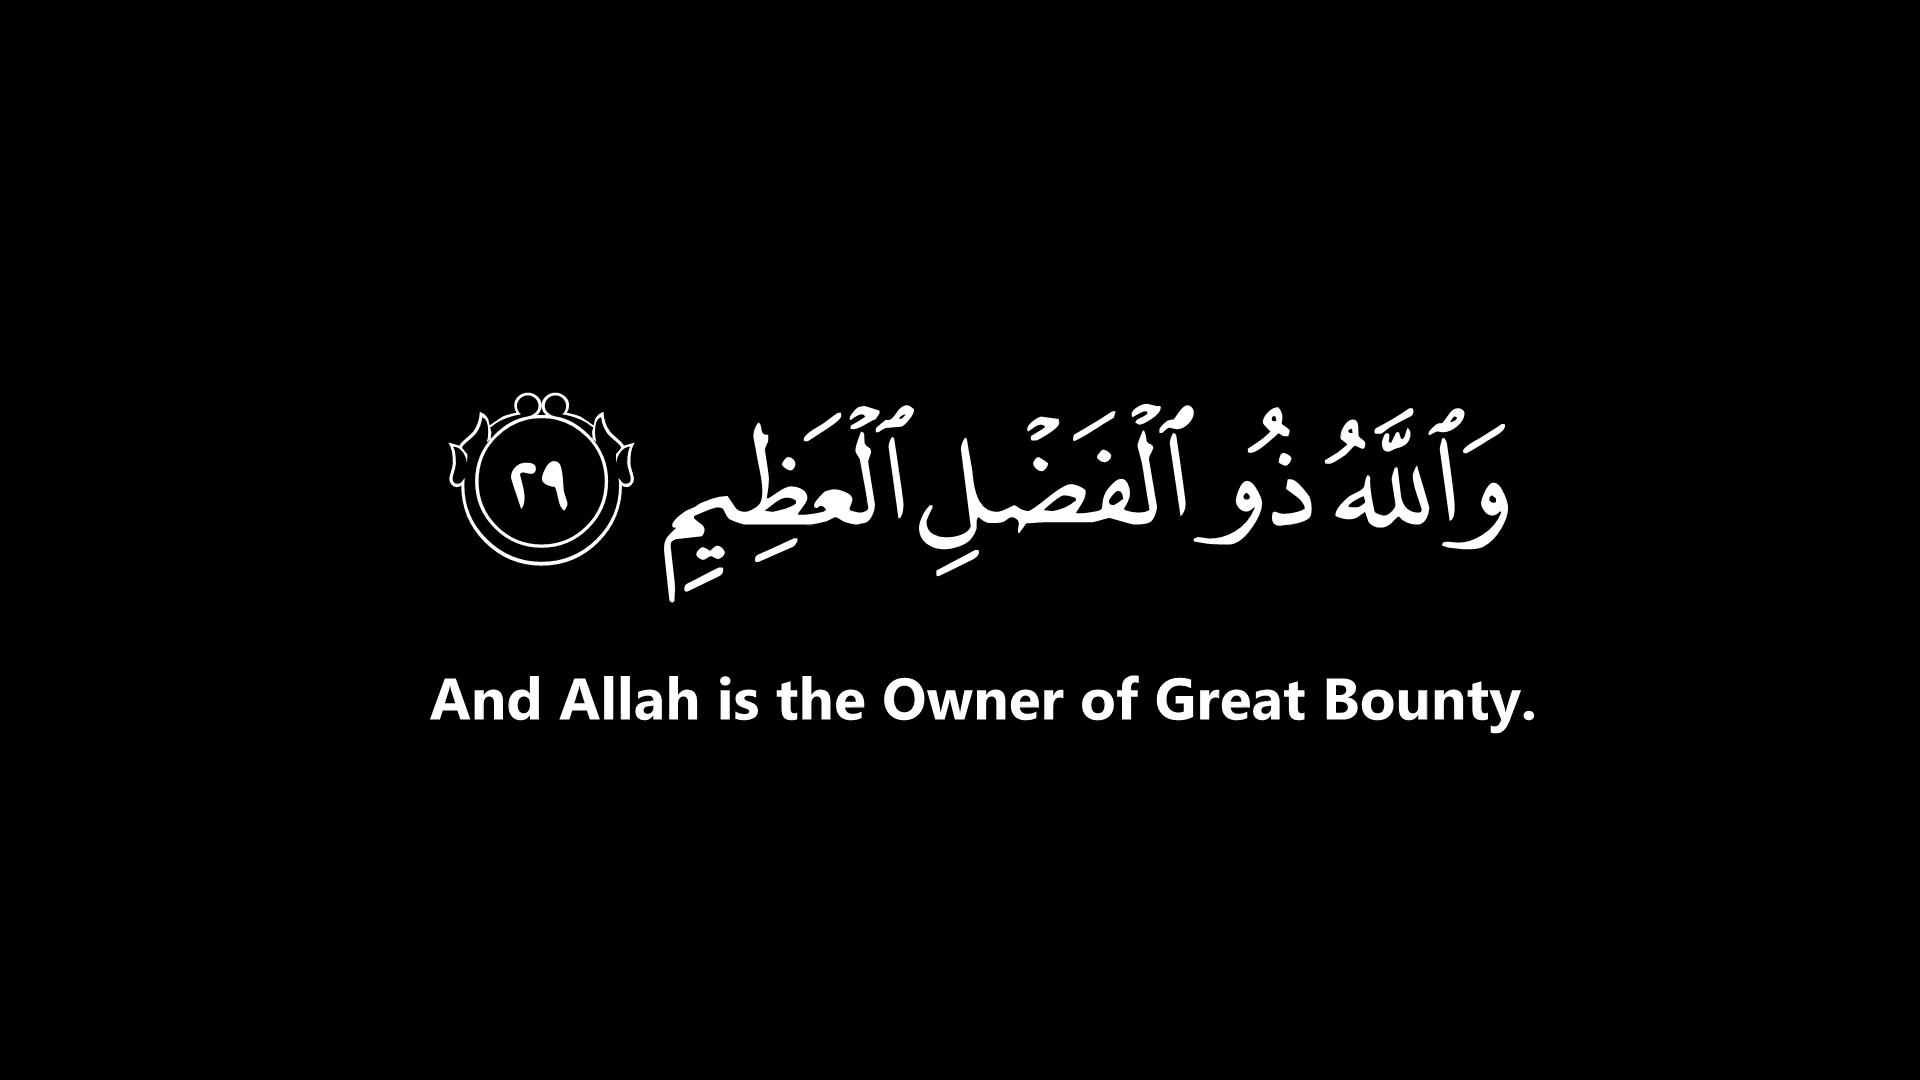 وَٱللَّهُ ذُو ٱلۡفَضۡلِ ٱلۡعَظِيمِ ٢٩
And Allah is the Owner of Great Bounty.